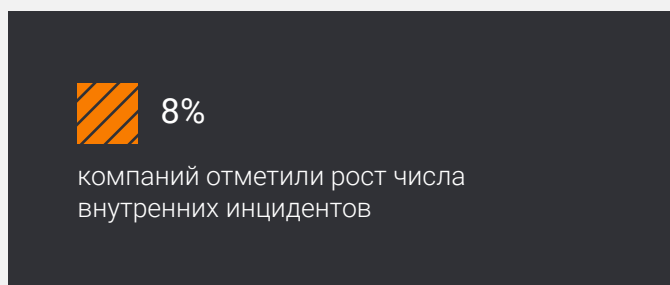 8%
компаний отметили рост числа
внутренних инцидентов